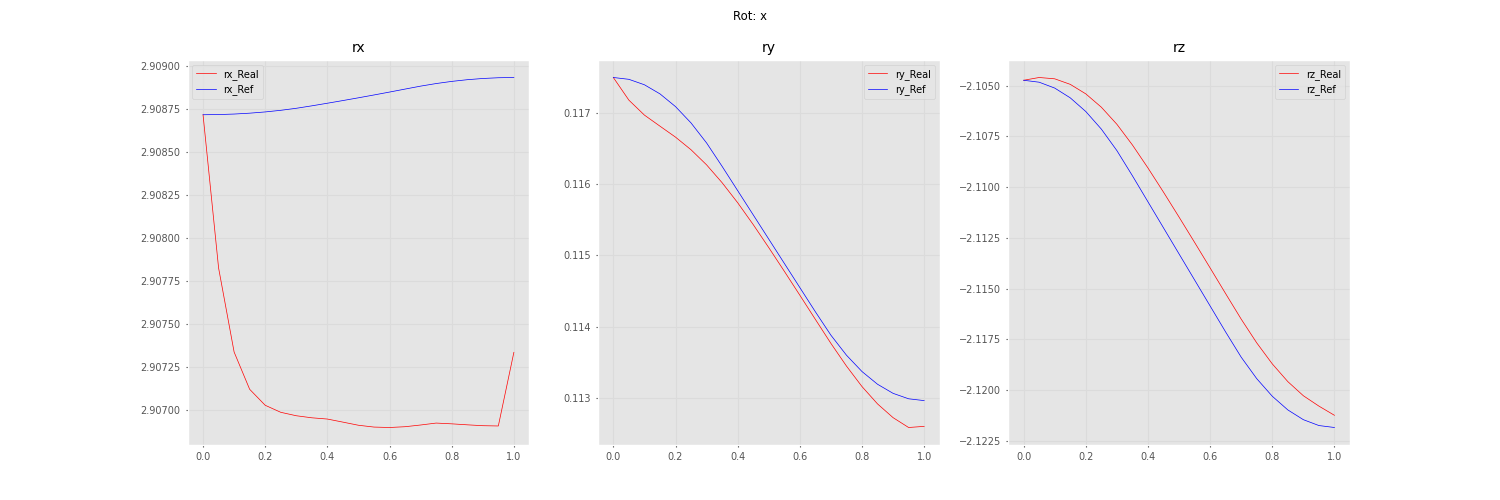 Rot: x
rx
rx_Real
rx_Ref
2.90900
2.90875
2.90850
2.90825
2.90800
2.90775
2.90750
2.90725
2.90700
0.0 0.2 0.4 0.6 0.8 1.0
ry
ry_Real
ry_Ref
0.117
0.116
0.115
0.114
0.113
0.0 0.2 0.4 0.6 0.8 1.0
rz
rz_Real
rz_Ref
−2.1050
−2.1075
−2.1100
−2.1125
−2.1150
−2.1175
−2.1200
−2.1225
0.0 0.2 0.4 0.6 0.8 1.0